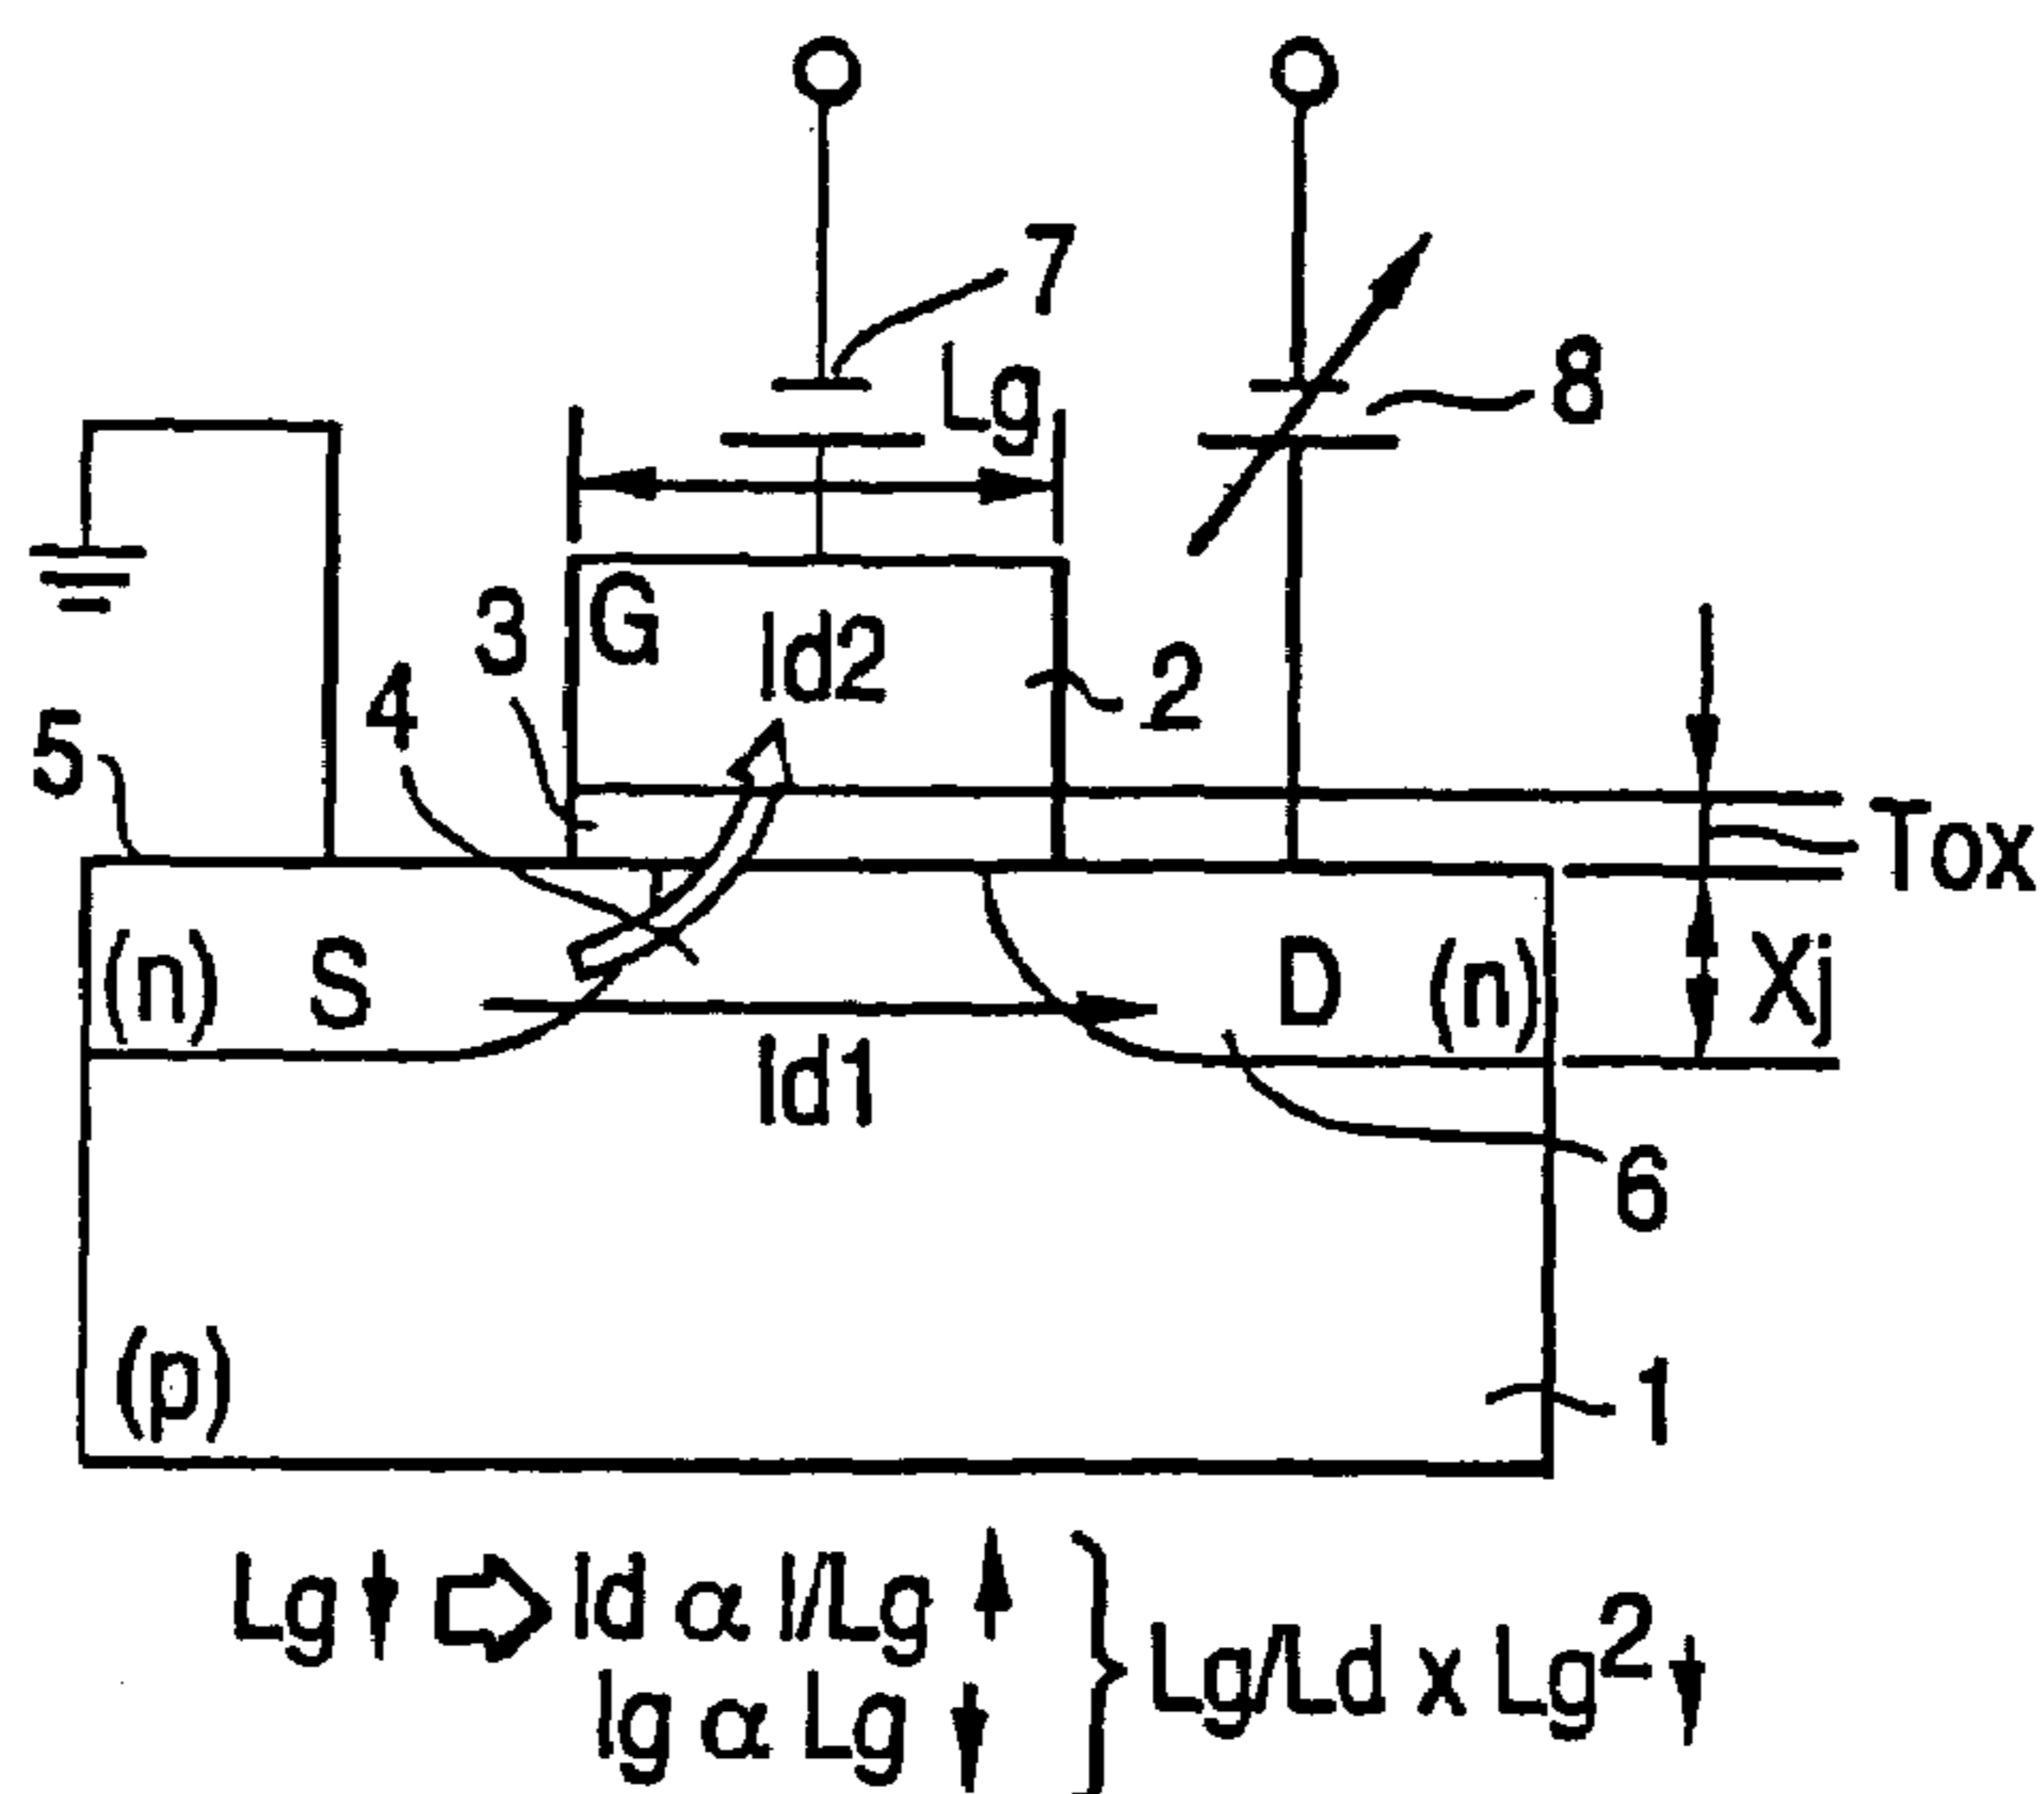 7
Lg
8
3
G
Id2
2
4
5
Tox
(n)
S
D
(n)
Xj
Id1
6
(p)
1
Lg ↓ ⇨ Id α I/Lg ↑
Ig α Lg ↓
} Lg/Ld x Lg² ↓